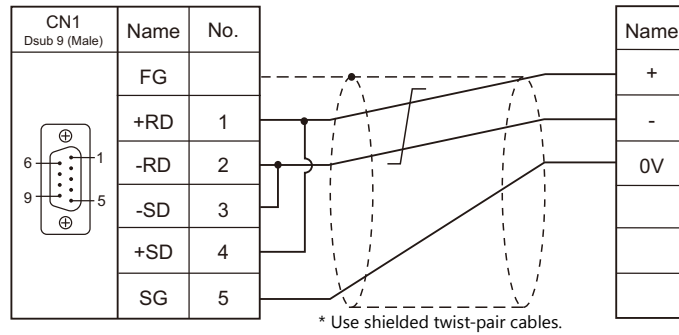 CN1
Dsub 9 (Male)
Name
No.
Name
FG
+
+RD
1
-
-RD
2
0V
-SD
3
+SD
4
SG
5
6
1
9
5
* Use shielded twist-pair cables.